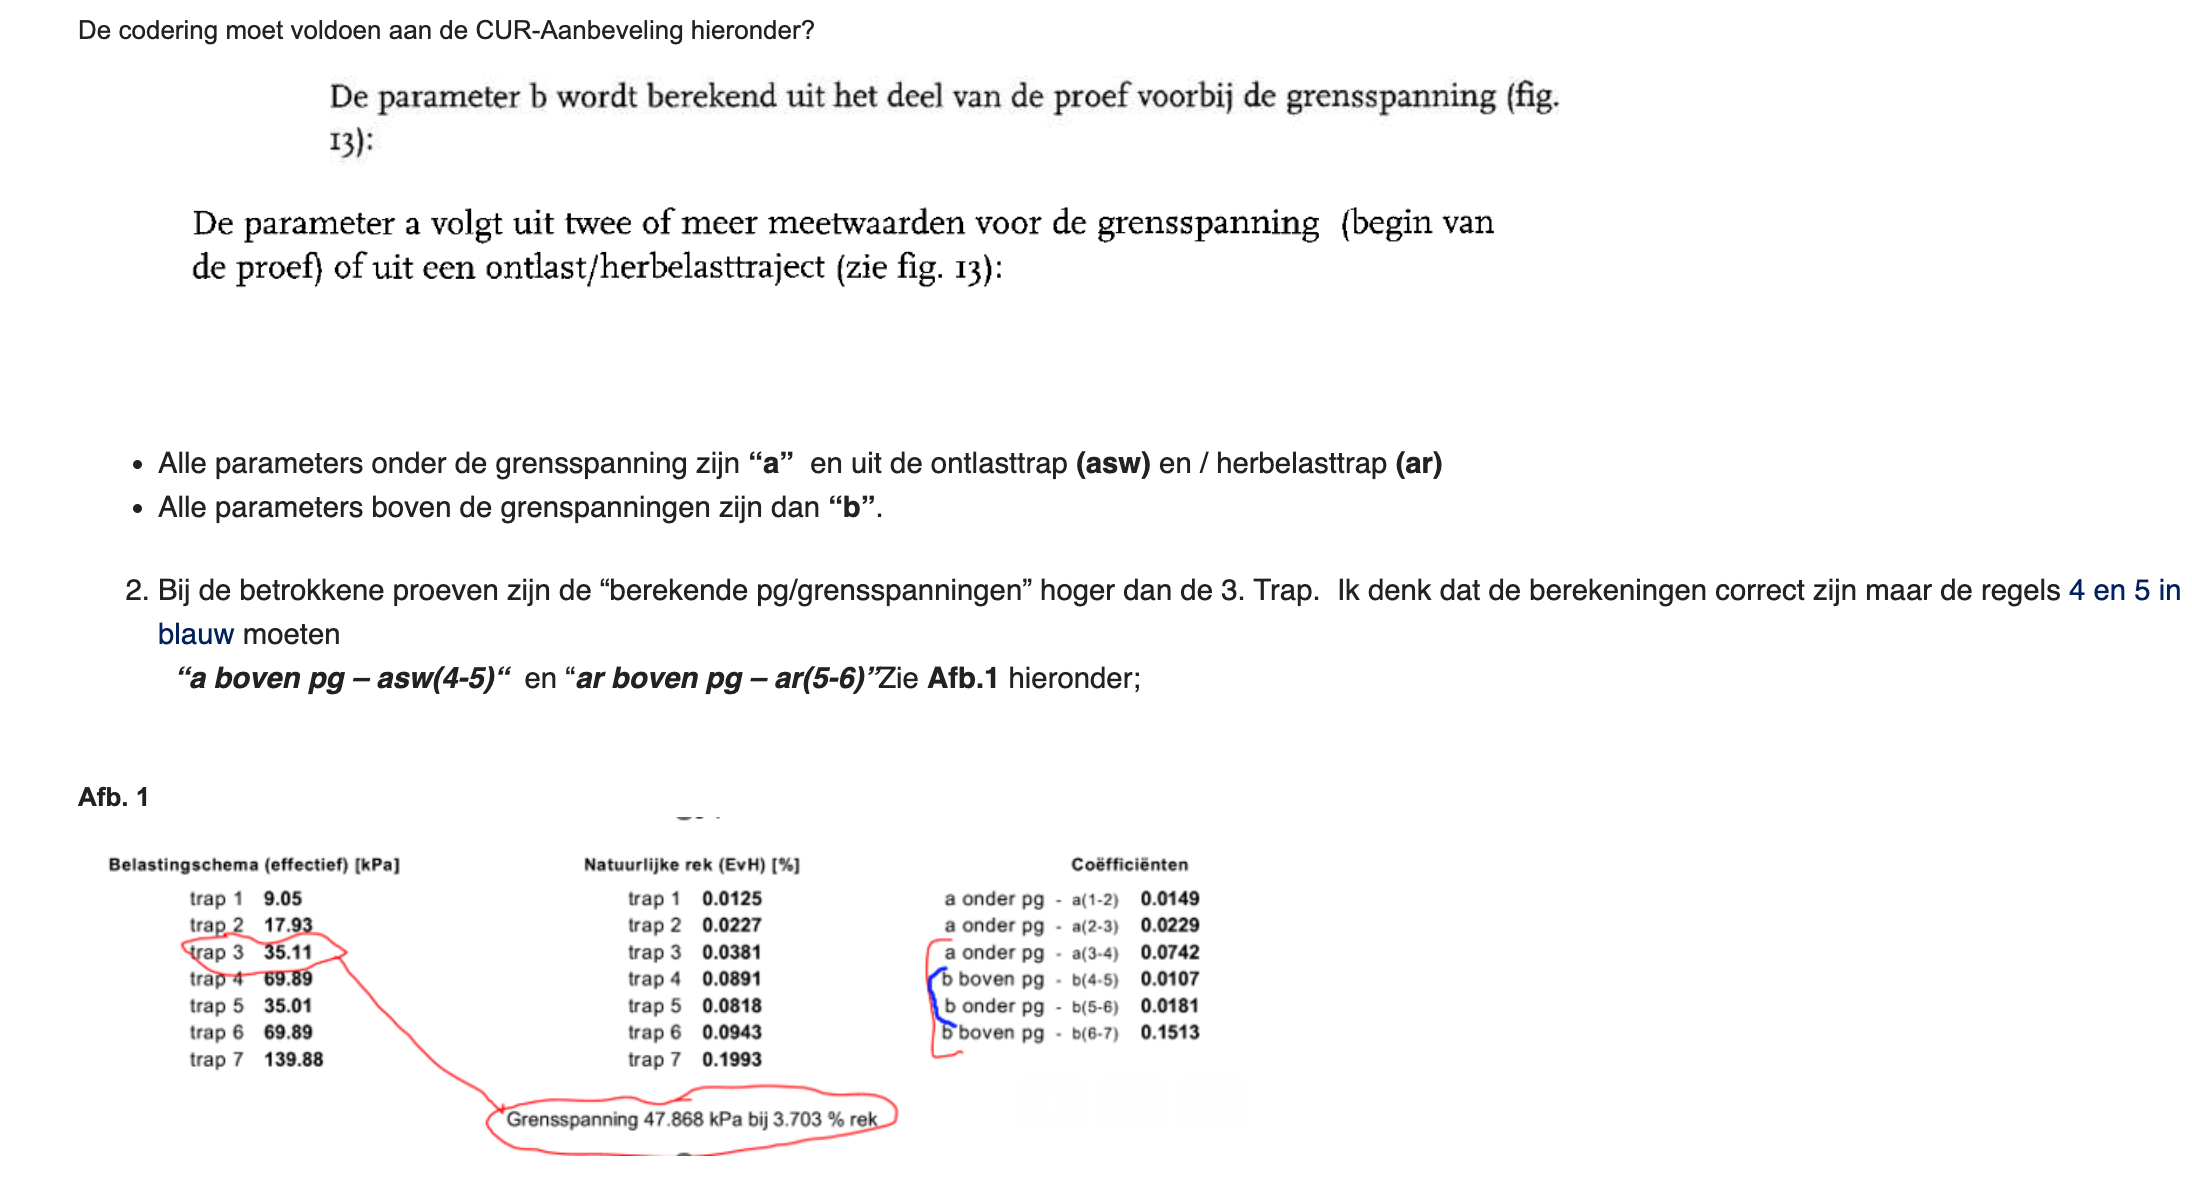 De codering moet voldoen aan de CUR-Aanbeveling hieronder?
De parameter b wordt berekend uit het deel van de proef voorbij de grensspanning (fig.
13):
De parameter a volgt uit twee of meer meetwaarden voor de grensspanning (begin van
de proef) of uit een ontlast/herbelasttraject (zie fig. 13):
• Alle parameters onder de grensspanning zijn “a” en uit de ontlasttrap (asw) en / herbelasttrap (ar)
• Alle parameters boven de grenspanningen zijn dan “b”.
2. Bij de betrokkene proeven zijn de “berekende pg/grensspanningen” hoger dan de 3. Trap. Ik denk dat de berekeningen correct zijn maar de regels 4 en 5 in
blauw moeten
“a boven pg – asw(4-5)“ en “ar boven pg – ar(5-6)”Zie Afb.1 hieronder;
Afb. 1
Belastingschema (effectief) [kPa] Natuurlijke rek (EvH) [%] Coëfficiënten
trap 1 9.05 trap 1 0.0125 a onder pg - a(1-2) 0.0149
trap 2 17.93 trap 2 0.0227 a onder pg - a(2-3) 0.0229
trap 3 35.11 trap 3 0.0381 a onder pg - a(3-4) 0.0742
trap 4 69.89 trap 4 0.0891 b boven pg - b(4-5) 0.0107
trap 5 35.01 trap 5 0.0818 b onder pg - b(5-6) 0.0181
trap 6 69.89 trap 6 0.0943 b boven pg - b(6-7) 0.1513
trap 7 139.88 trap 7 0.1993
Grensspanning 47.868 kPa bij 3.703 % rek